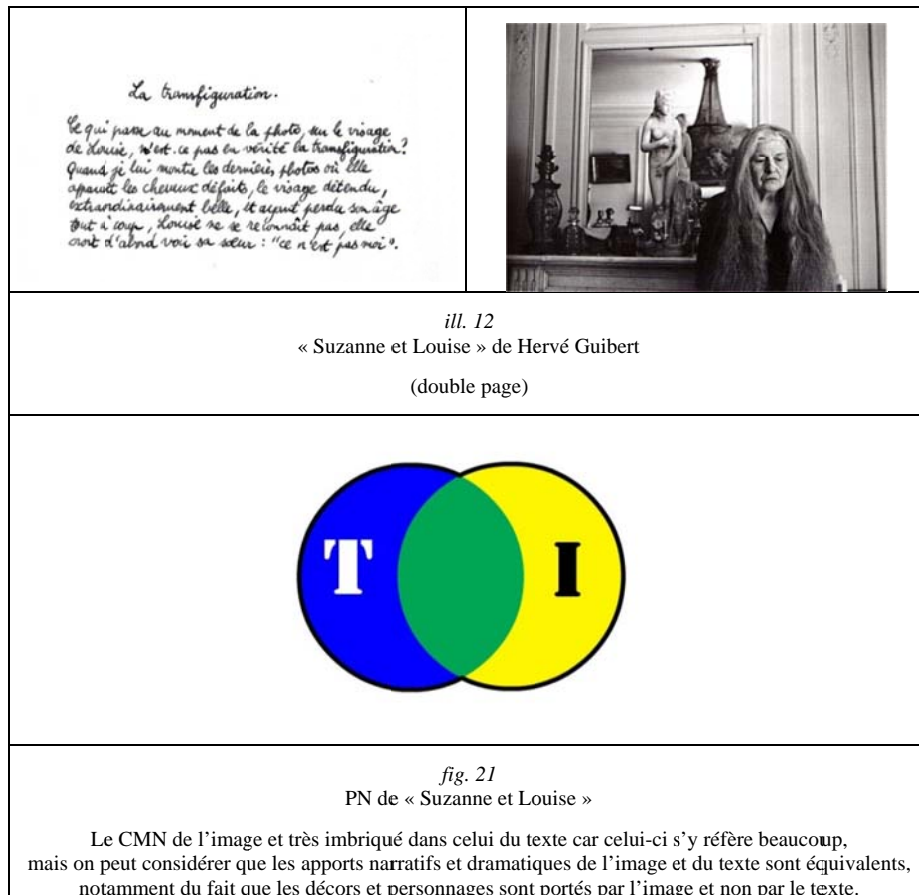 La transfiguration.
Ce qui passe au moment de la photo, sur le visage
de Louise, n'est-ce pas en vérité la transfiguration?
Quand je lui montre les dernières photos où Elle
apparaît les cheveux défaits, le visage détendu,
extraordinairement belle, et ayant perdu son âge
tout à coup, Louise ne se reconnaît pas, elle
croit d'abord voir sa sœur : "ce n'est pas moi".
ill. 12
« Suzanne et Louise » de Hervé Guibert
(double page)
T I
fig. 21
PN de « Suzanne et Louise »
Le CMN de l'image et très imbriqué dans celui du texte car celui-ci s'y réfère beaucoup,
mais on peut considérer que les apports narratifs et dramatiques de l'image et du texte sont équivalents,
notamment du fait que les décors et personnages sont portés par l'image et non par le texte.